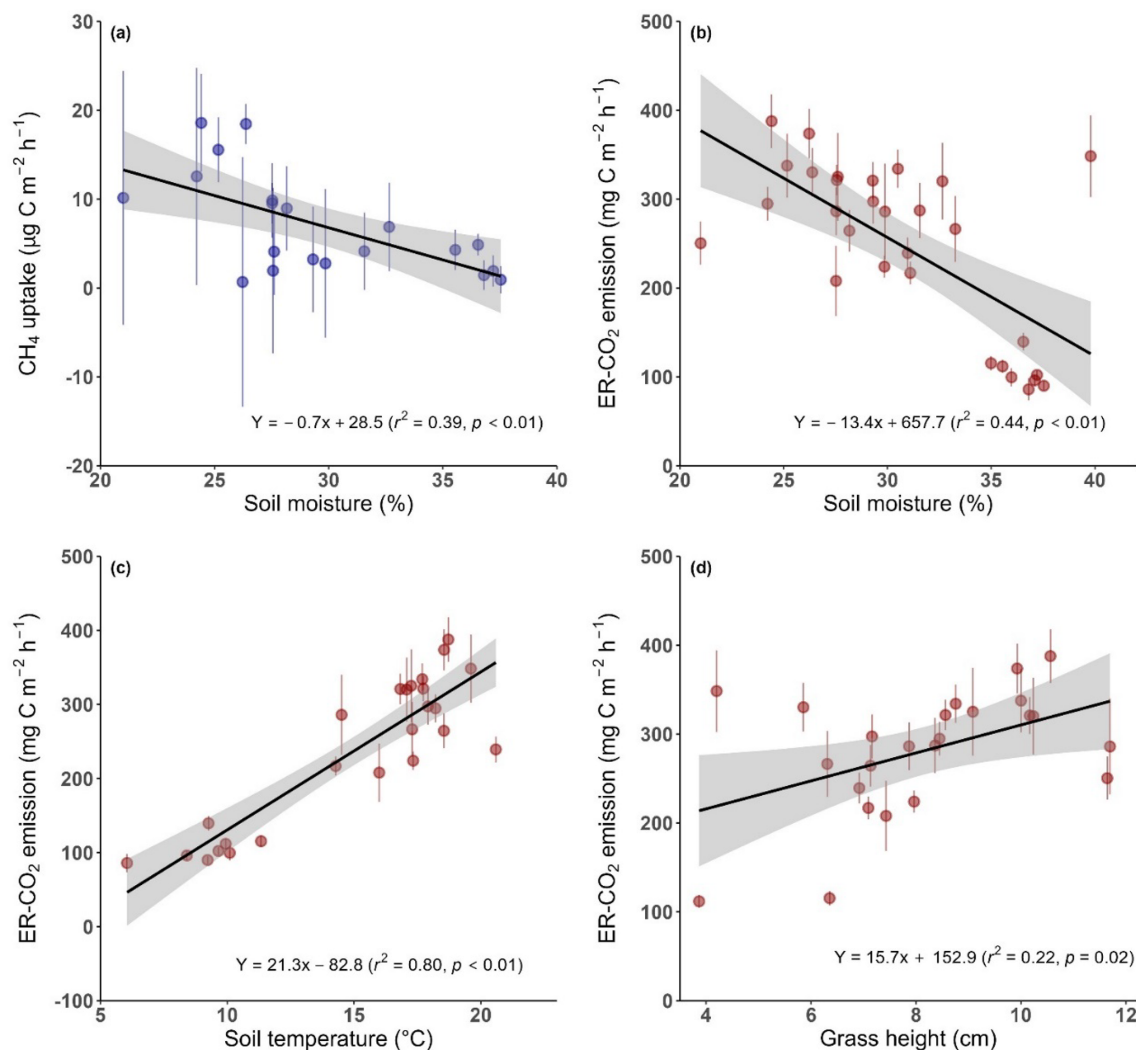 (a)
30
20
10
0
-10
-20
CH₄ uptake (µg C m⁻² h⁻¹)
Y = − 0.7x + 28.5 (r² = 0.39, p < 0.01)
20 25 30 35 40
Soil moisture (%)
(b)
500
400
300
200
100
0
ER-CO₂ emission (mg C m⁻² h⁻¹)
Y = − 13.4x + 657.7 (r² = 0.44, p < 0.01)
20 25 30 35 40
Soil moisture (%)
(c)
500
400
300
200
100
0
-100
ER-CO₂ emission (mg C m⁻² h⁻¹)
Y = 21.3x − 82.8 (r² = 0.80, p < 0.01)
5 10 15 20
Soil temperature (°C)
(d)
500
400
300
200
100
0
ER-CO₂ emission (mg C m⁻² h⁻¹)
Y = 15.7x + 152.9 (r² = 0.22, p = 0.02)
4 6 8 10 12
Grass height (cm)